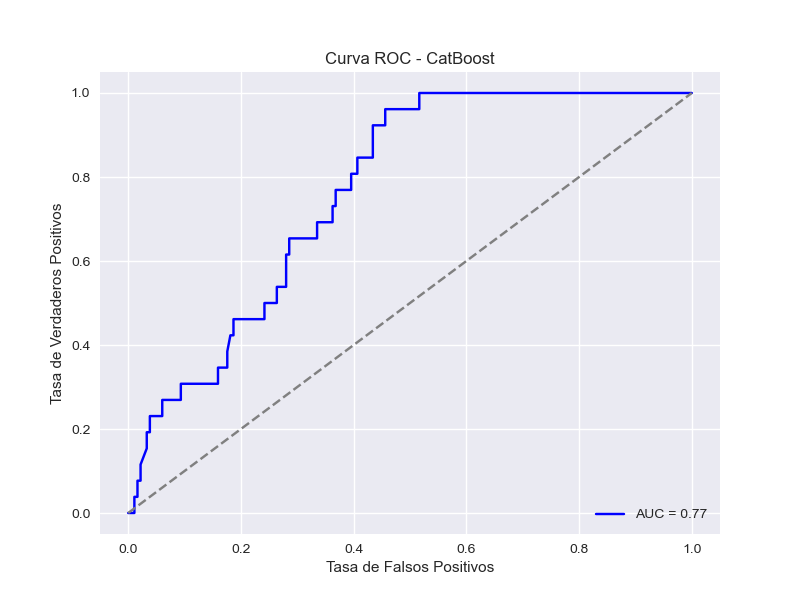 Curva ROC - CatBoost
Tasa de Verdaderos Positivos
1.0
0.8
0.6
0.4
0.2
0.0
AUC = 0.77
0.0 0.2 0.4 0.6 0.8 1.0
Tasa de Falsos Positivos